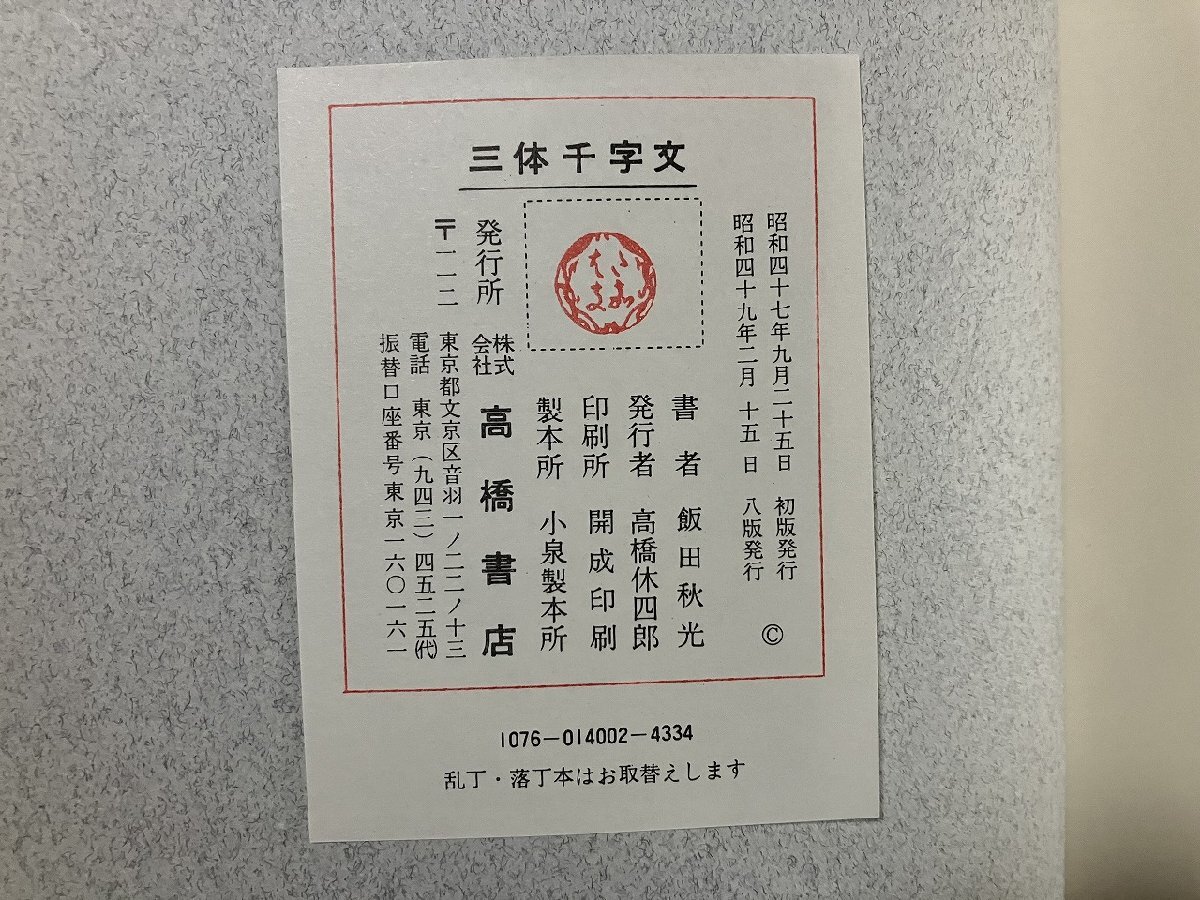 三体千字文
昭和四十七年九月二十五日 初版発行
昭和四十九年二月 十五 日 八版発行
©
書者 飯田秋光
発行者 高橋休四郎
印刷所 開成印刷
製本所 小泉製本所
発行所 株式会社 高橋書店
〒一一二 東京都文京区音羽一ノ二二ノ十三
電話 東京(九四三)四五二五(代)
振替口座番号東京一六〇一六一
1076-014002-4334
乱丁・落丁本はお取替えします